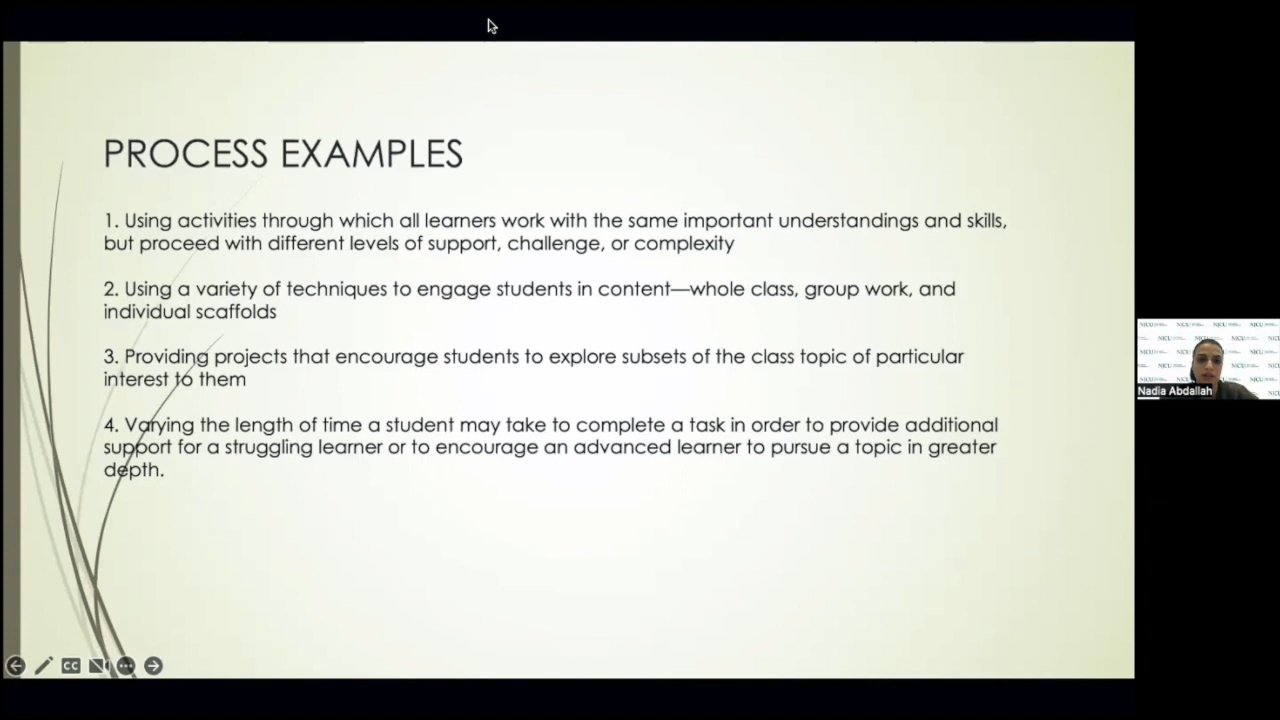 PROCESS EXAMPLES
1. Using activities through which all learners work with the same important understandings and skills,
but proceed with different levels of support, challenge, or complexity
2. Using a variety of techniques to engage students in content—whole class, group work, and
individual scaffolds
3. Providing projects that encourage students to explore subsets of the class topic of particular
interest to them
4. Varying the length of time a student may take to complete a task in order to provide additional
support for a struggling learner or to encourage an advanced learner to pursue a topic in greater
depth.
CC
Nadia Abdallah